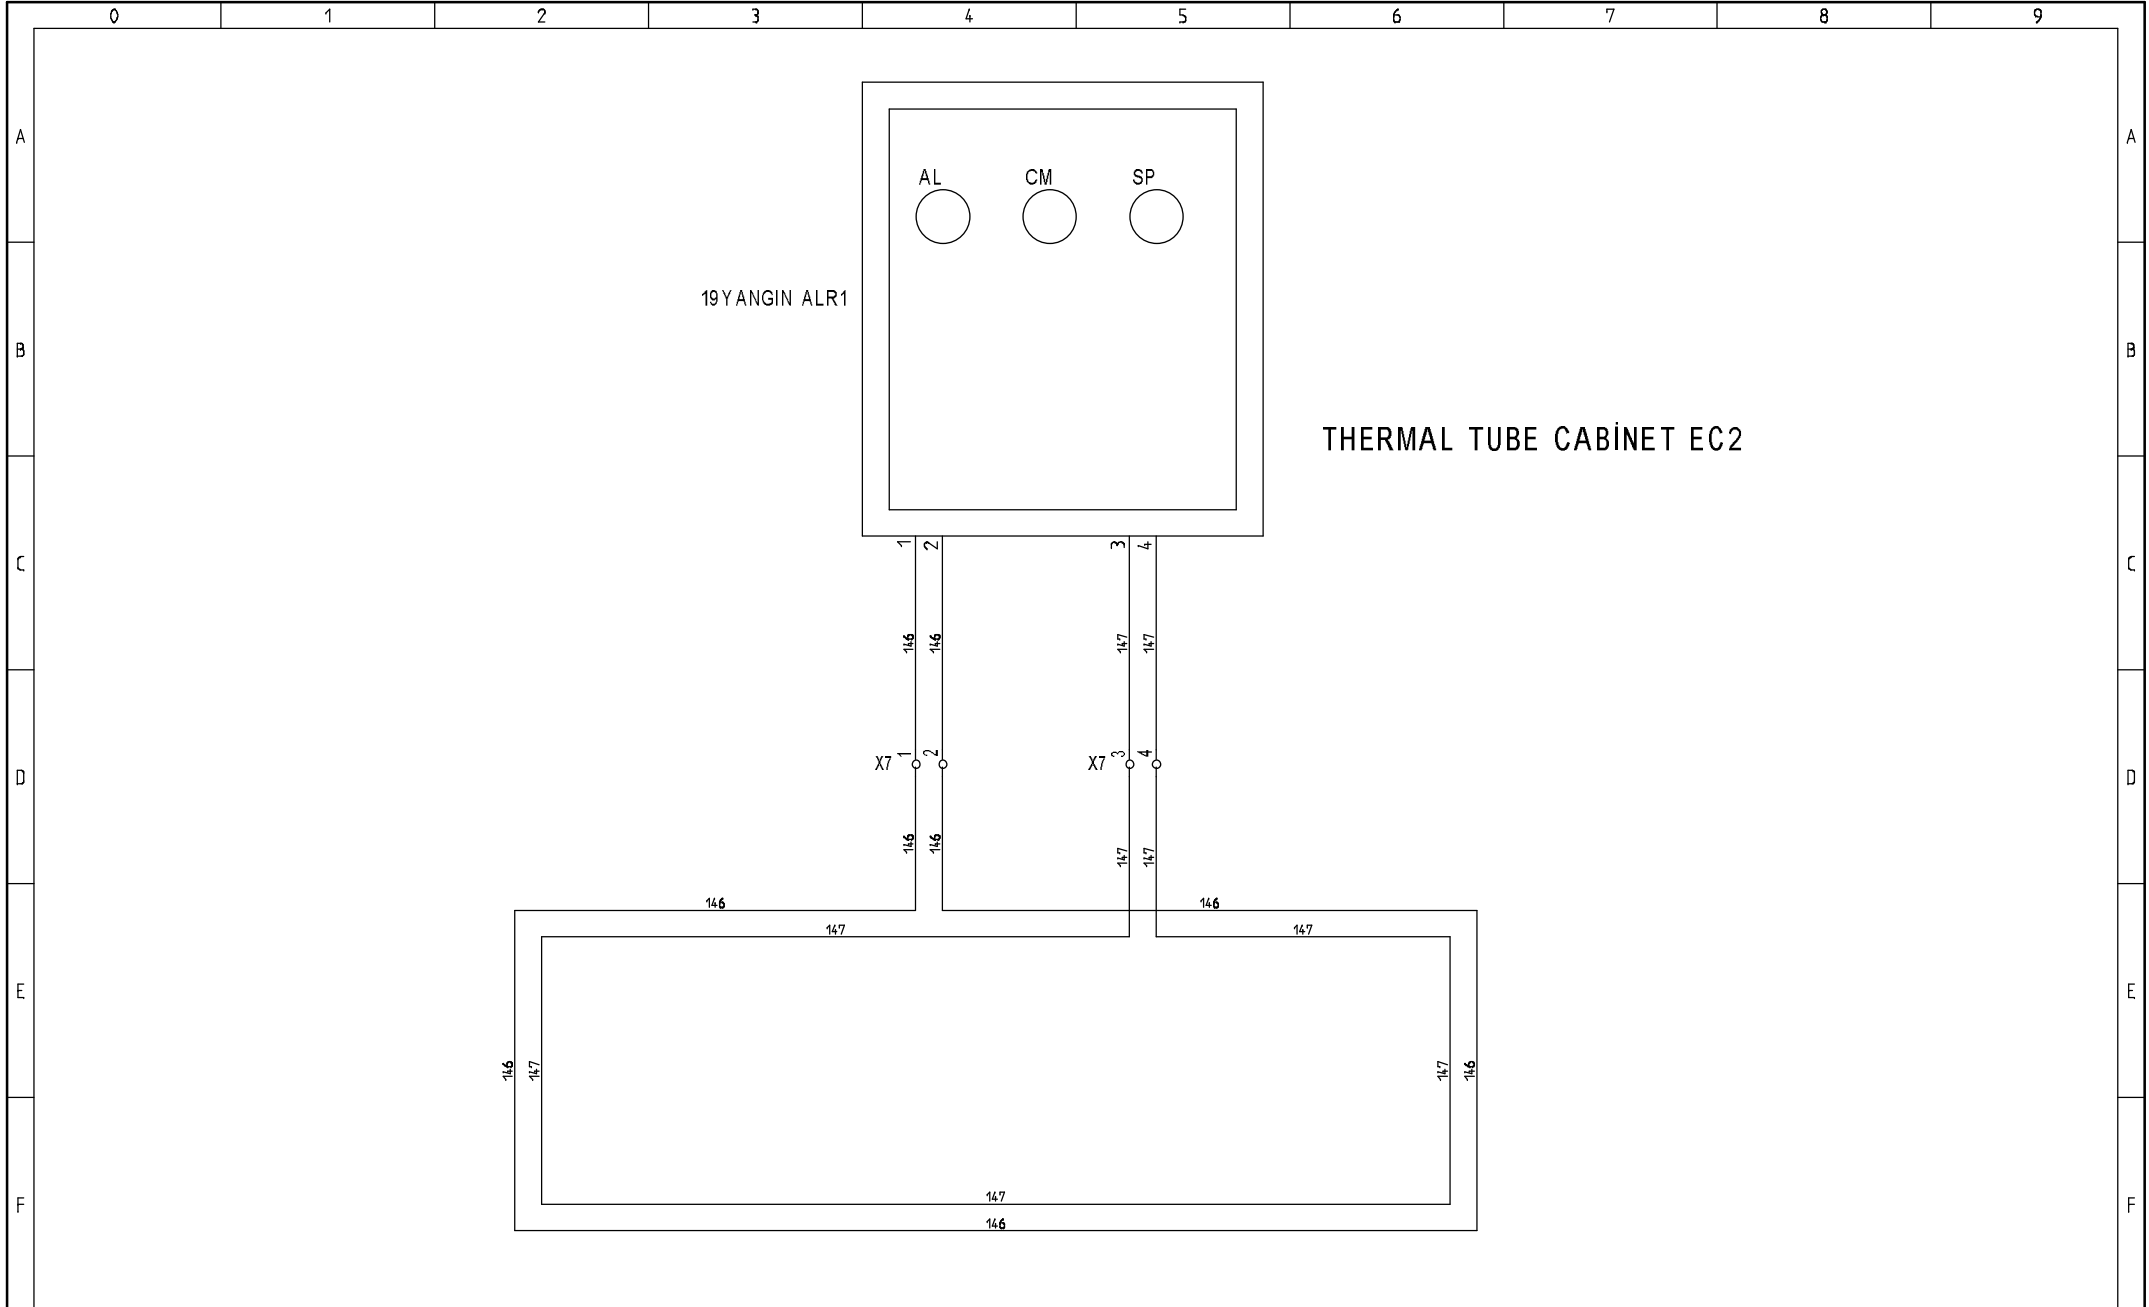 0 1 2 3 4 5 6 7 8 9
A A
AL CM SP
19YANGIN ALR1
B B
THERMAL TUBE CABİNET EC2
1 2 3 4
C C
146 146 147 147
X7 1 2 X7 3 4
D D
146 146 147 147
146 146
147 147
E E
146 147 147 146
147
F F
146